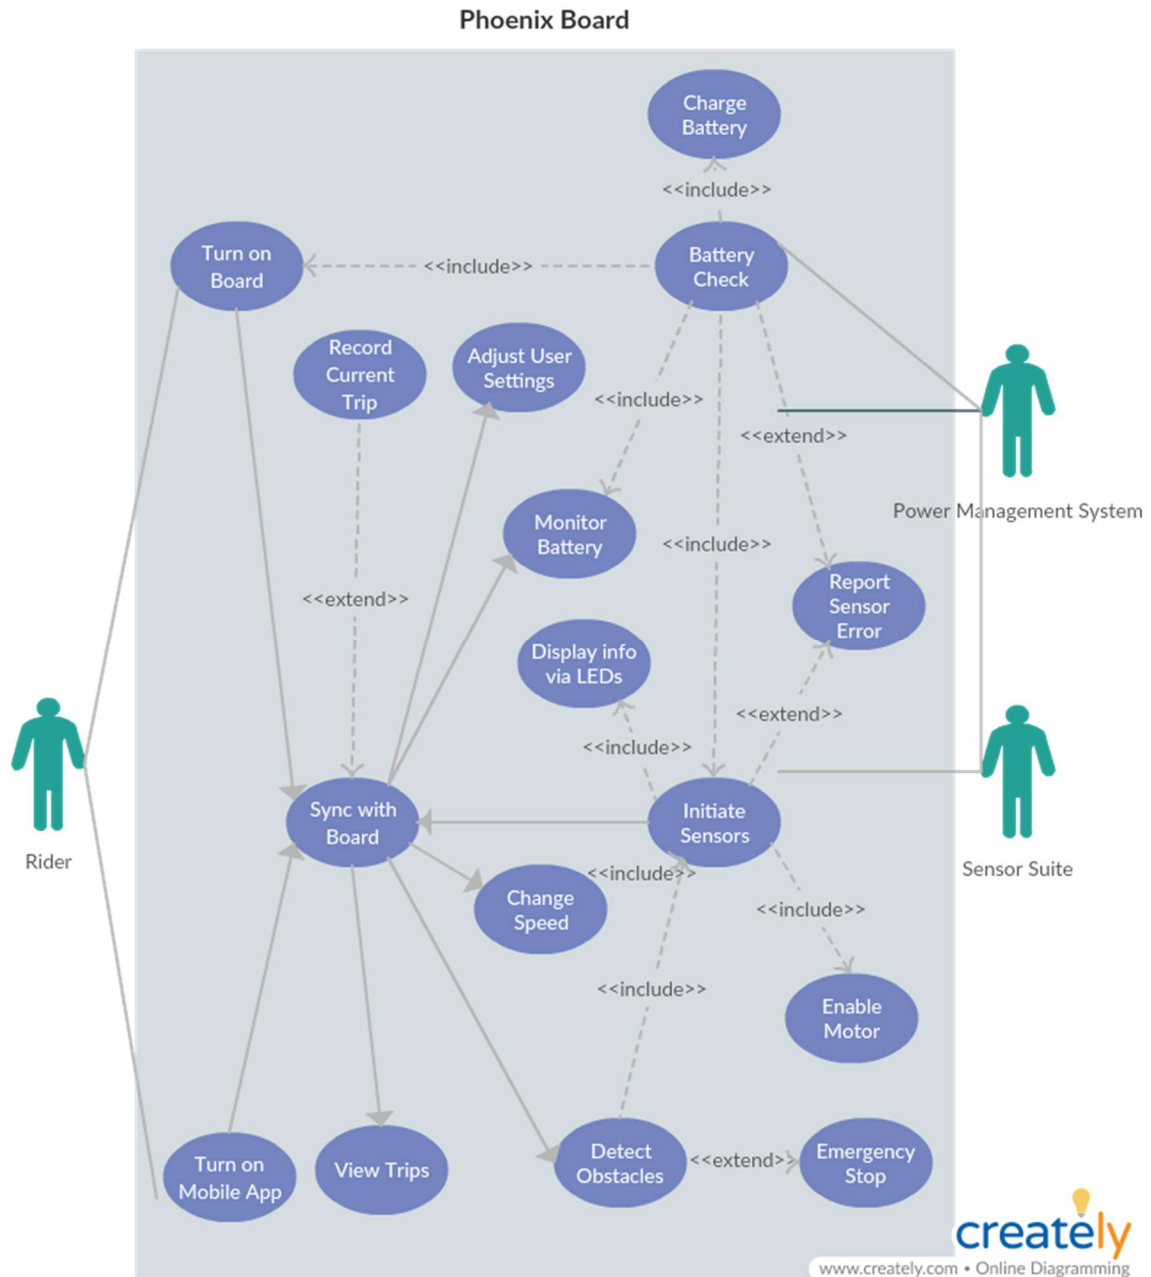 Phoenix Board
Charge
Battery
<<include>>
Turn on
Board
<<include>>
Battery
Check
Record
Current
Trip
Adjust User
Settings
<<include>>
<<extend>>
Power Management System
Monitor
Battery
<<include>>
<<extend>>
Report
Sensor
Error
Display info
via LEDs
<<extend>>
<<include>>
Sync with
Board
Initiate
Sensors
Rider
Sensor Suite
<<include>>
Change
Speed
<<include>>
<<include>>
Enable
Motor
Turn on
Mobile App
View Trips
Detect
Obstacles
<<extend>>
Emergency
Stop
creately
www.creately.com • Online Diagramming